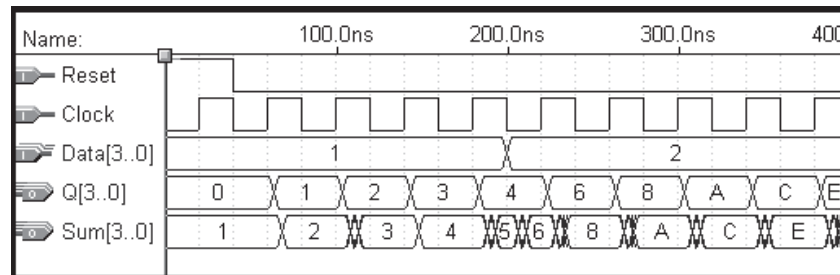 Name: 100.0ns 200.0ns 300.0ns 400
Reset
Clock
Data[3..0] 1 2
Q[3..0] 0 1 2 3 4 6 8 A C E
Sum[3..0] 1 2 3 4 5 6 8 A C E